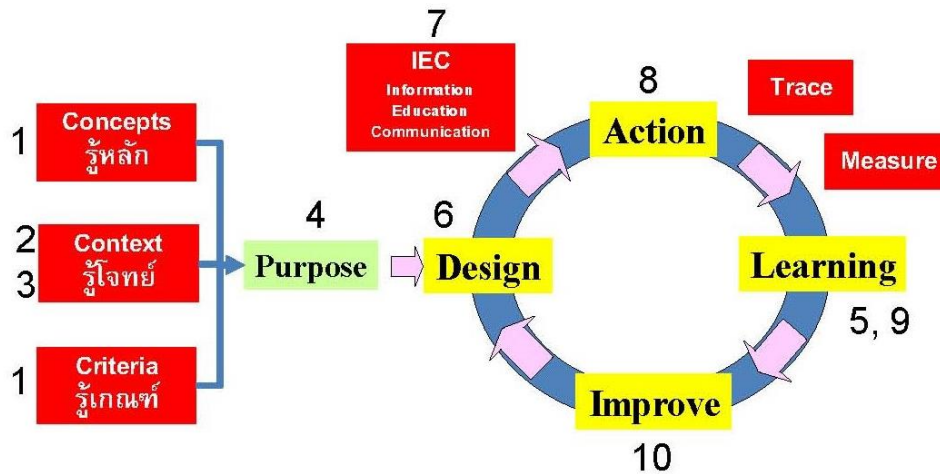 7
IEC
Information
Education
Communication
8
Action
Trace
Measure
1
Concepts
รู้หลัก
2
3
Context
รู้โจทย์
4
Purpose
6
Design
Learning
5, 9
1
Criteria
รู้เกณฑ์
Improve
10